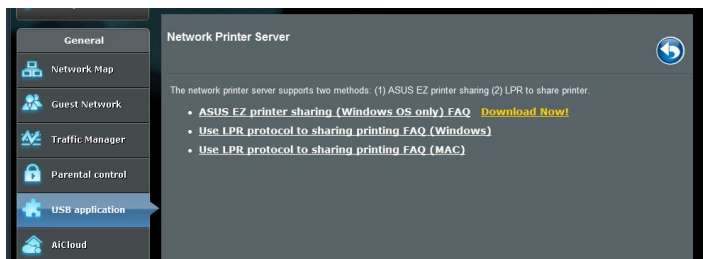 General
Network Map
Guest Network
Traffic Manager
Parental control
USB application
AiCloud
Network Printer Server
The network printer server supports two methods: (1) ASUS EZ printer sharing (2) LPR to share printer.
ASUS EZ printer sharing (Windows OS only) FAQ Download Now!
Use LPR protocol to sharing printing FAQ (Windows)
Use LPR protocol to sharing printing FAQ (MAC)